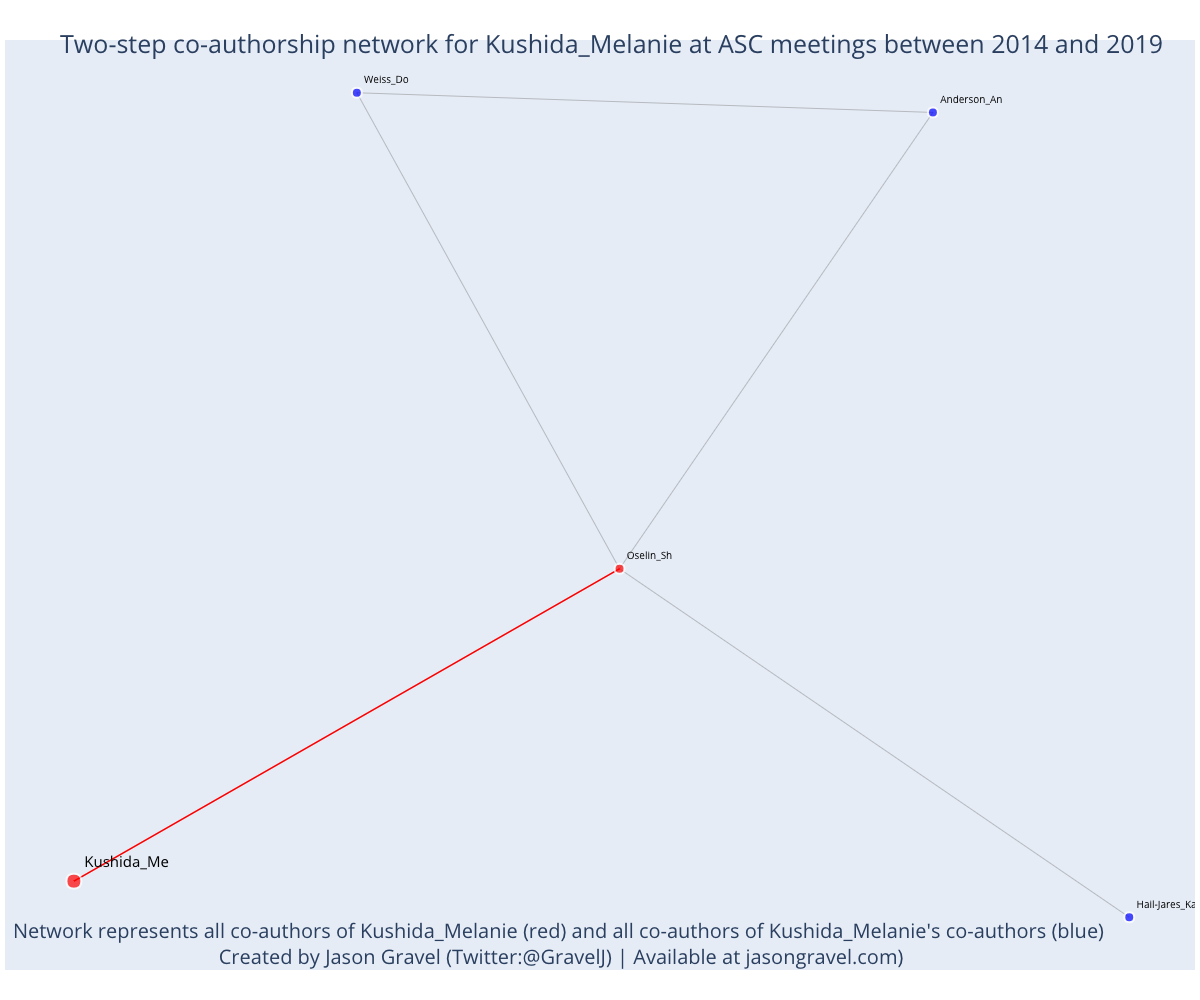 Two-step co-authorship network for Kushida_Melanie at ASC meetings between 2014 and 2019
Weiss_Do
Anderson_An
Oselin_Sh
Kushida_Me
Hail-Jares_Ka
Network represents all co-authors of Kushida_Melanie (red) and all co-authors of Kushida_Melanie's co-authors (blue)
Created by Jason Gravel (Twitter:@GravelJ) | Available at jasongravel.com)